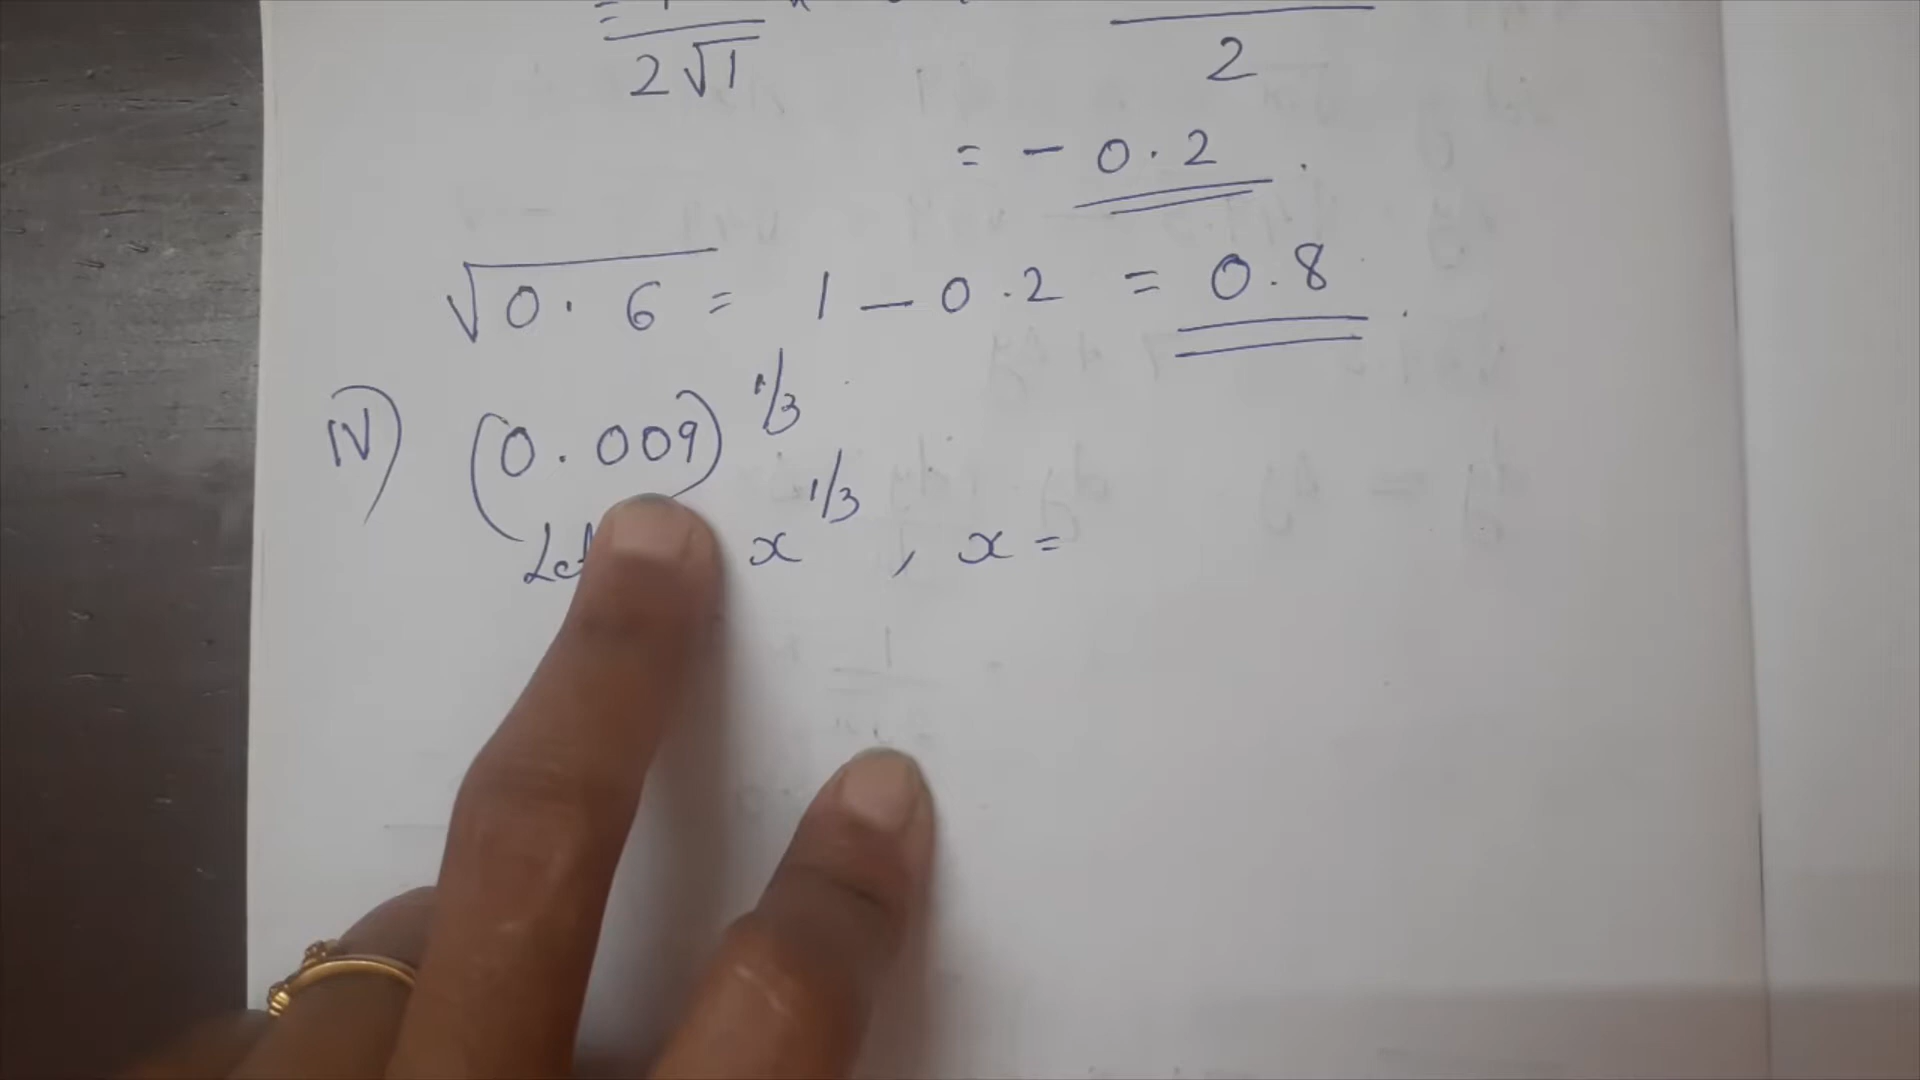 2√1
2
= - 0.2
√0.6 = 1 - 0.2 = 0.8.
IV) (0.009)^1/3
x^1/3, x =